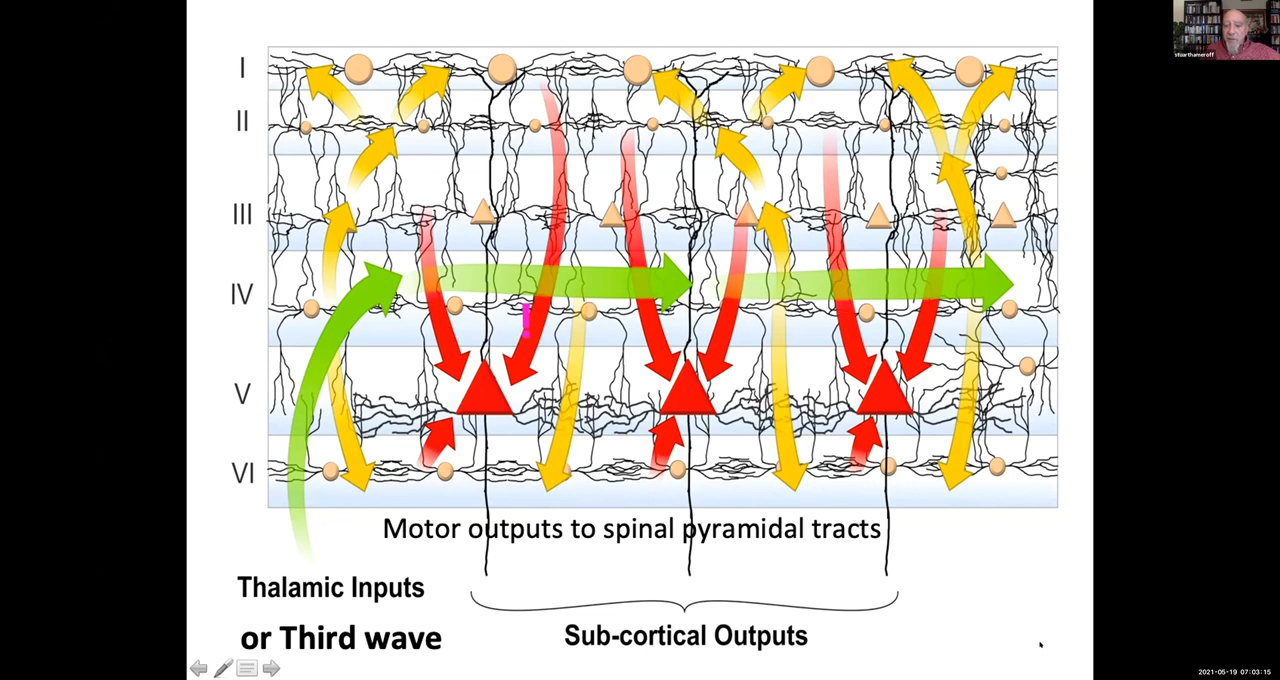 stuarthameroff
I
II
III
IV
!
V
VI
Motor outputs to spinal pyramidal tracts
Thalamic Inputs
or Third wave
Sub-cortical Outputs
2021-05-19 07:03:15